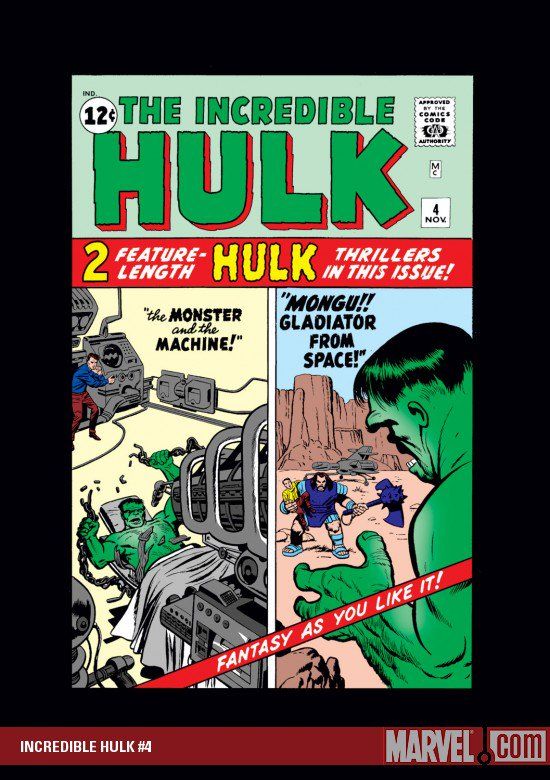 IND.
12¢
THE INCREDIBLE
HULK
APPROVED
BY THE
COMICS
CODE
CA
AUTHORITY
M
C
4
NOV.
2 FEATURE-
LENGTH
HULK
THRILLERS
IN THIS ISSUE!
"the MONSTER
and the
MACHINE!"
"MONGU!!
GLADIATOR
FROM
SPACE!"
FANTASY AS YOU LIKE IT!
INCREDIBLE HULK #4
MARVEL.com